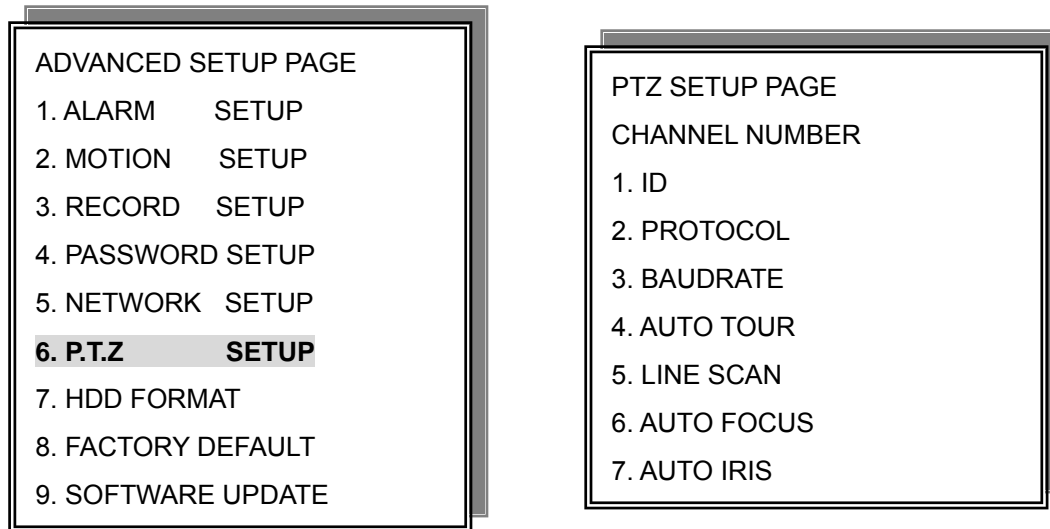 ADVANCED SETUP PAGE
1. ALARM SETUP
2. MOTION SETUP
3. RECORD SETUP
4. PASSWORD SETUP
5. NETWORK SETUP
6. P.T.Z SETUP
7. HDD FORMAT
8. FACTORY DEFAULT
9. SOFTWARE UPDATE
PTZ SETUP PAGE
CHANNEL NUMBER
1. ID
2. PROTOCOL
3. BAUDRATE
4. AUTO TOUR
5. LINE SCAN
6. AUTO FOCUS
7. AUTO IRIS